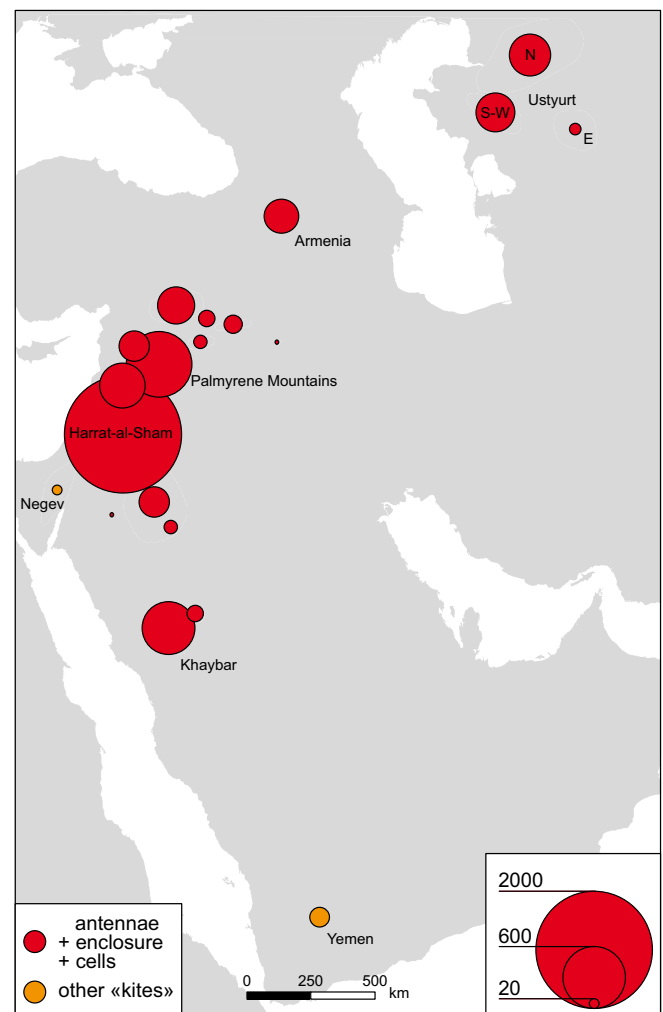 N
Ustyurt
S-W
E
Armenia
Palmyrene Mountains
Harrat-al-Sham
Negev
Khaybar
Yemen
antennae
+ enclosure
+ cells
other «kites»
0 250 500
km
2000
600
20